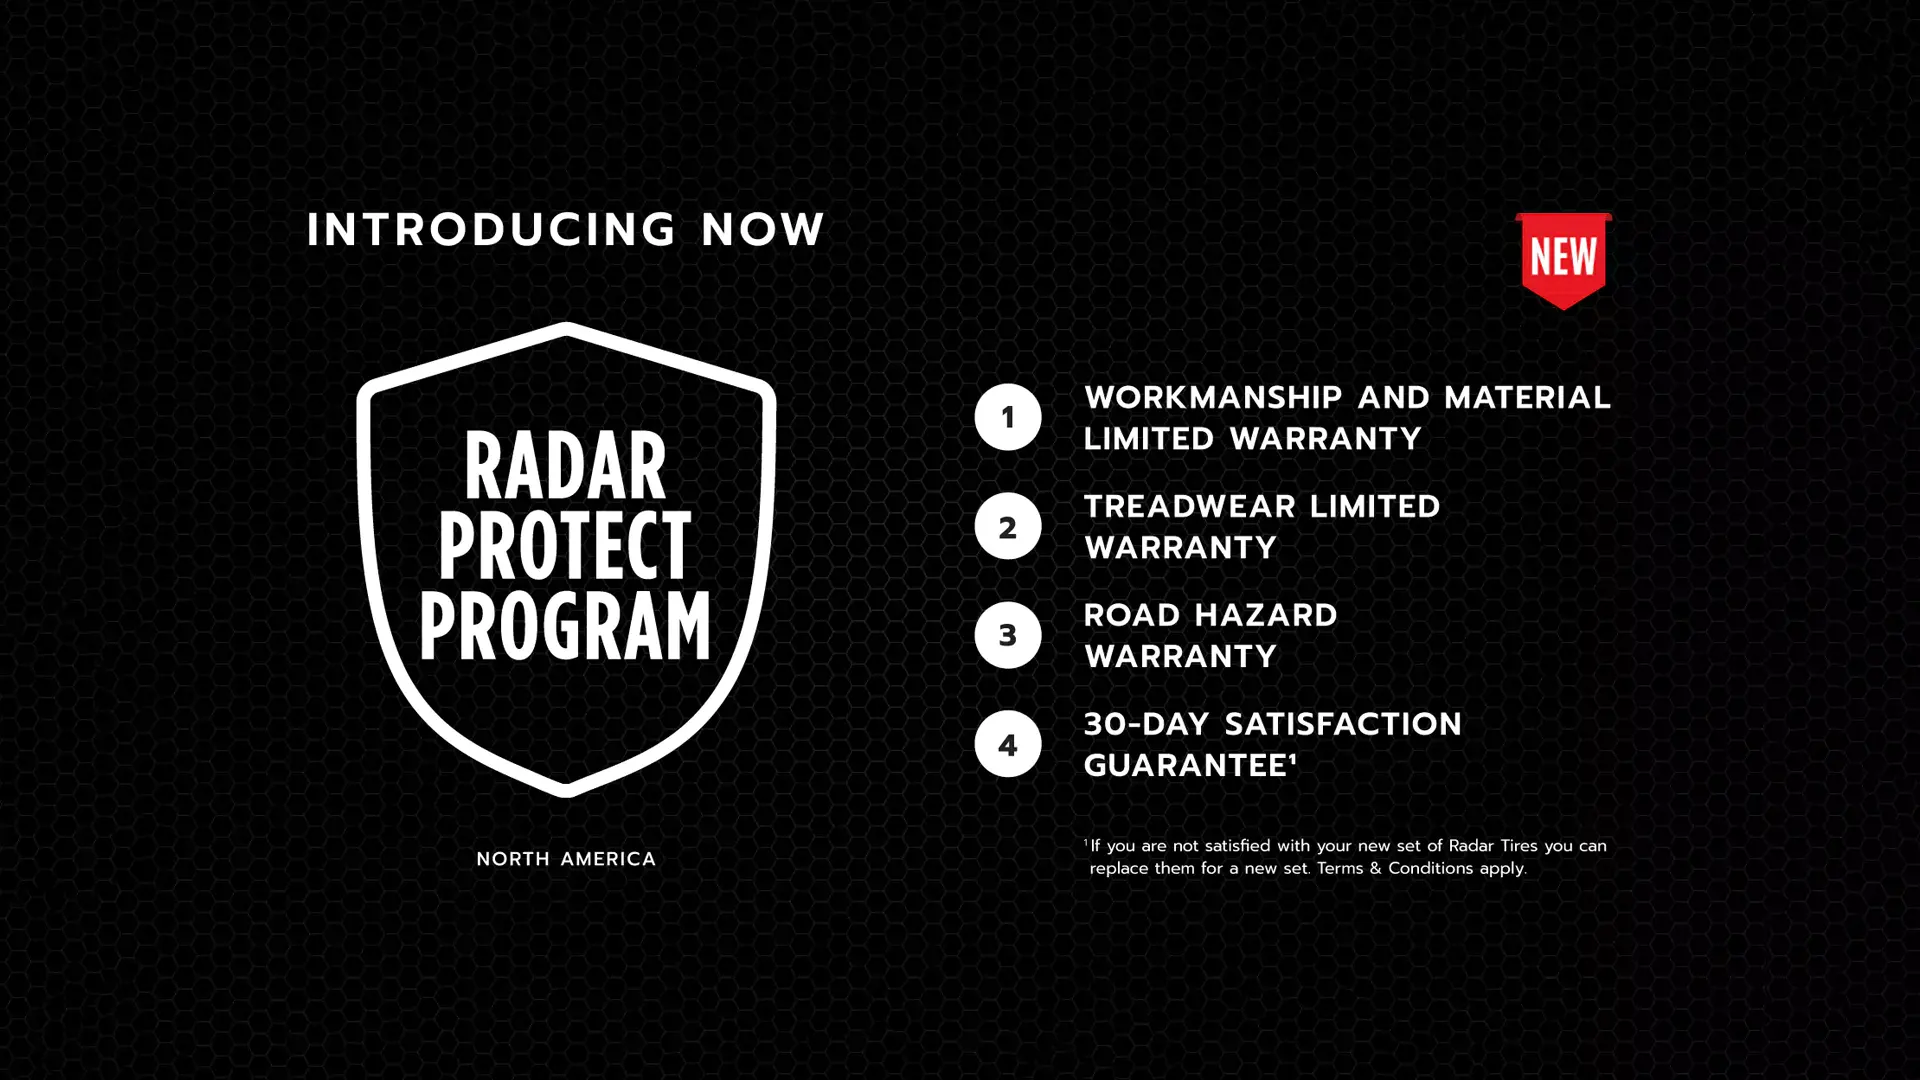 INTRODUCING NOW
RADAR
PROTECT
PROGRAM
NORTH AMERICA
NEW
1
WORKMANSHIP AND MATERIAL
LIMITED WARRANTY
2
TREADWEAR LIMITED
WARRANTY
3
ROAD HAZARD
WARRANTY
4
30-DAY SATISFACTION
GUARANTEE¹
¹ If you are not satisfied with your new set of Radar Tires you can
replace them for a new set. Terms & Conditions apply.